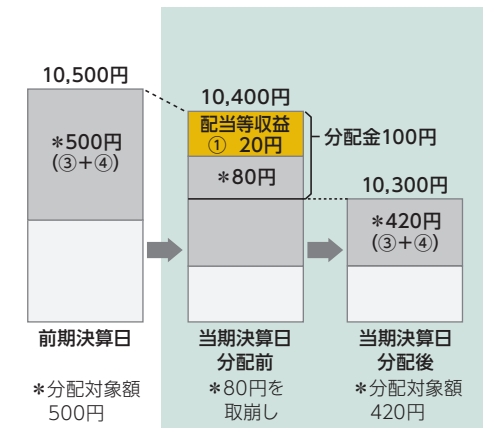 10,500円
*500円
(③+④)
前期決算日
*分配対象額
500円
10,400円
配当等収益
① 20円
*80円
分配金100円
当期決算日
分配前
*80円を
取崩し
10,300円
*420円
(③+④)
当期決算日
分配後
*分配対象額
420円